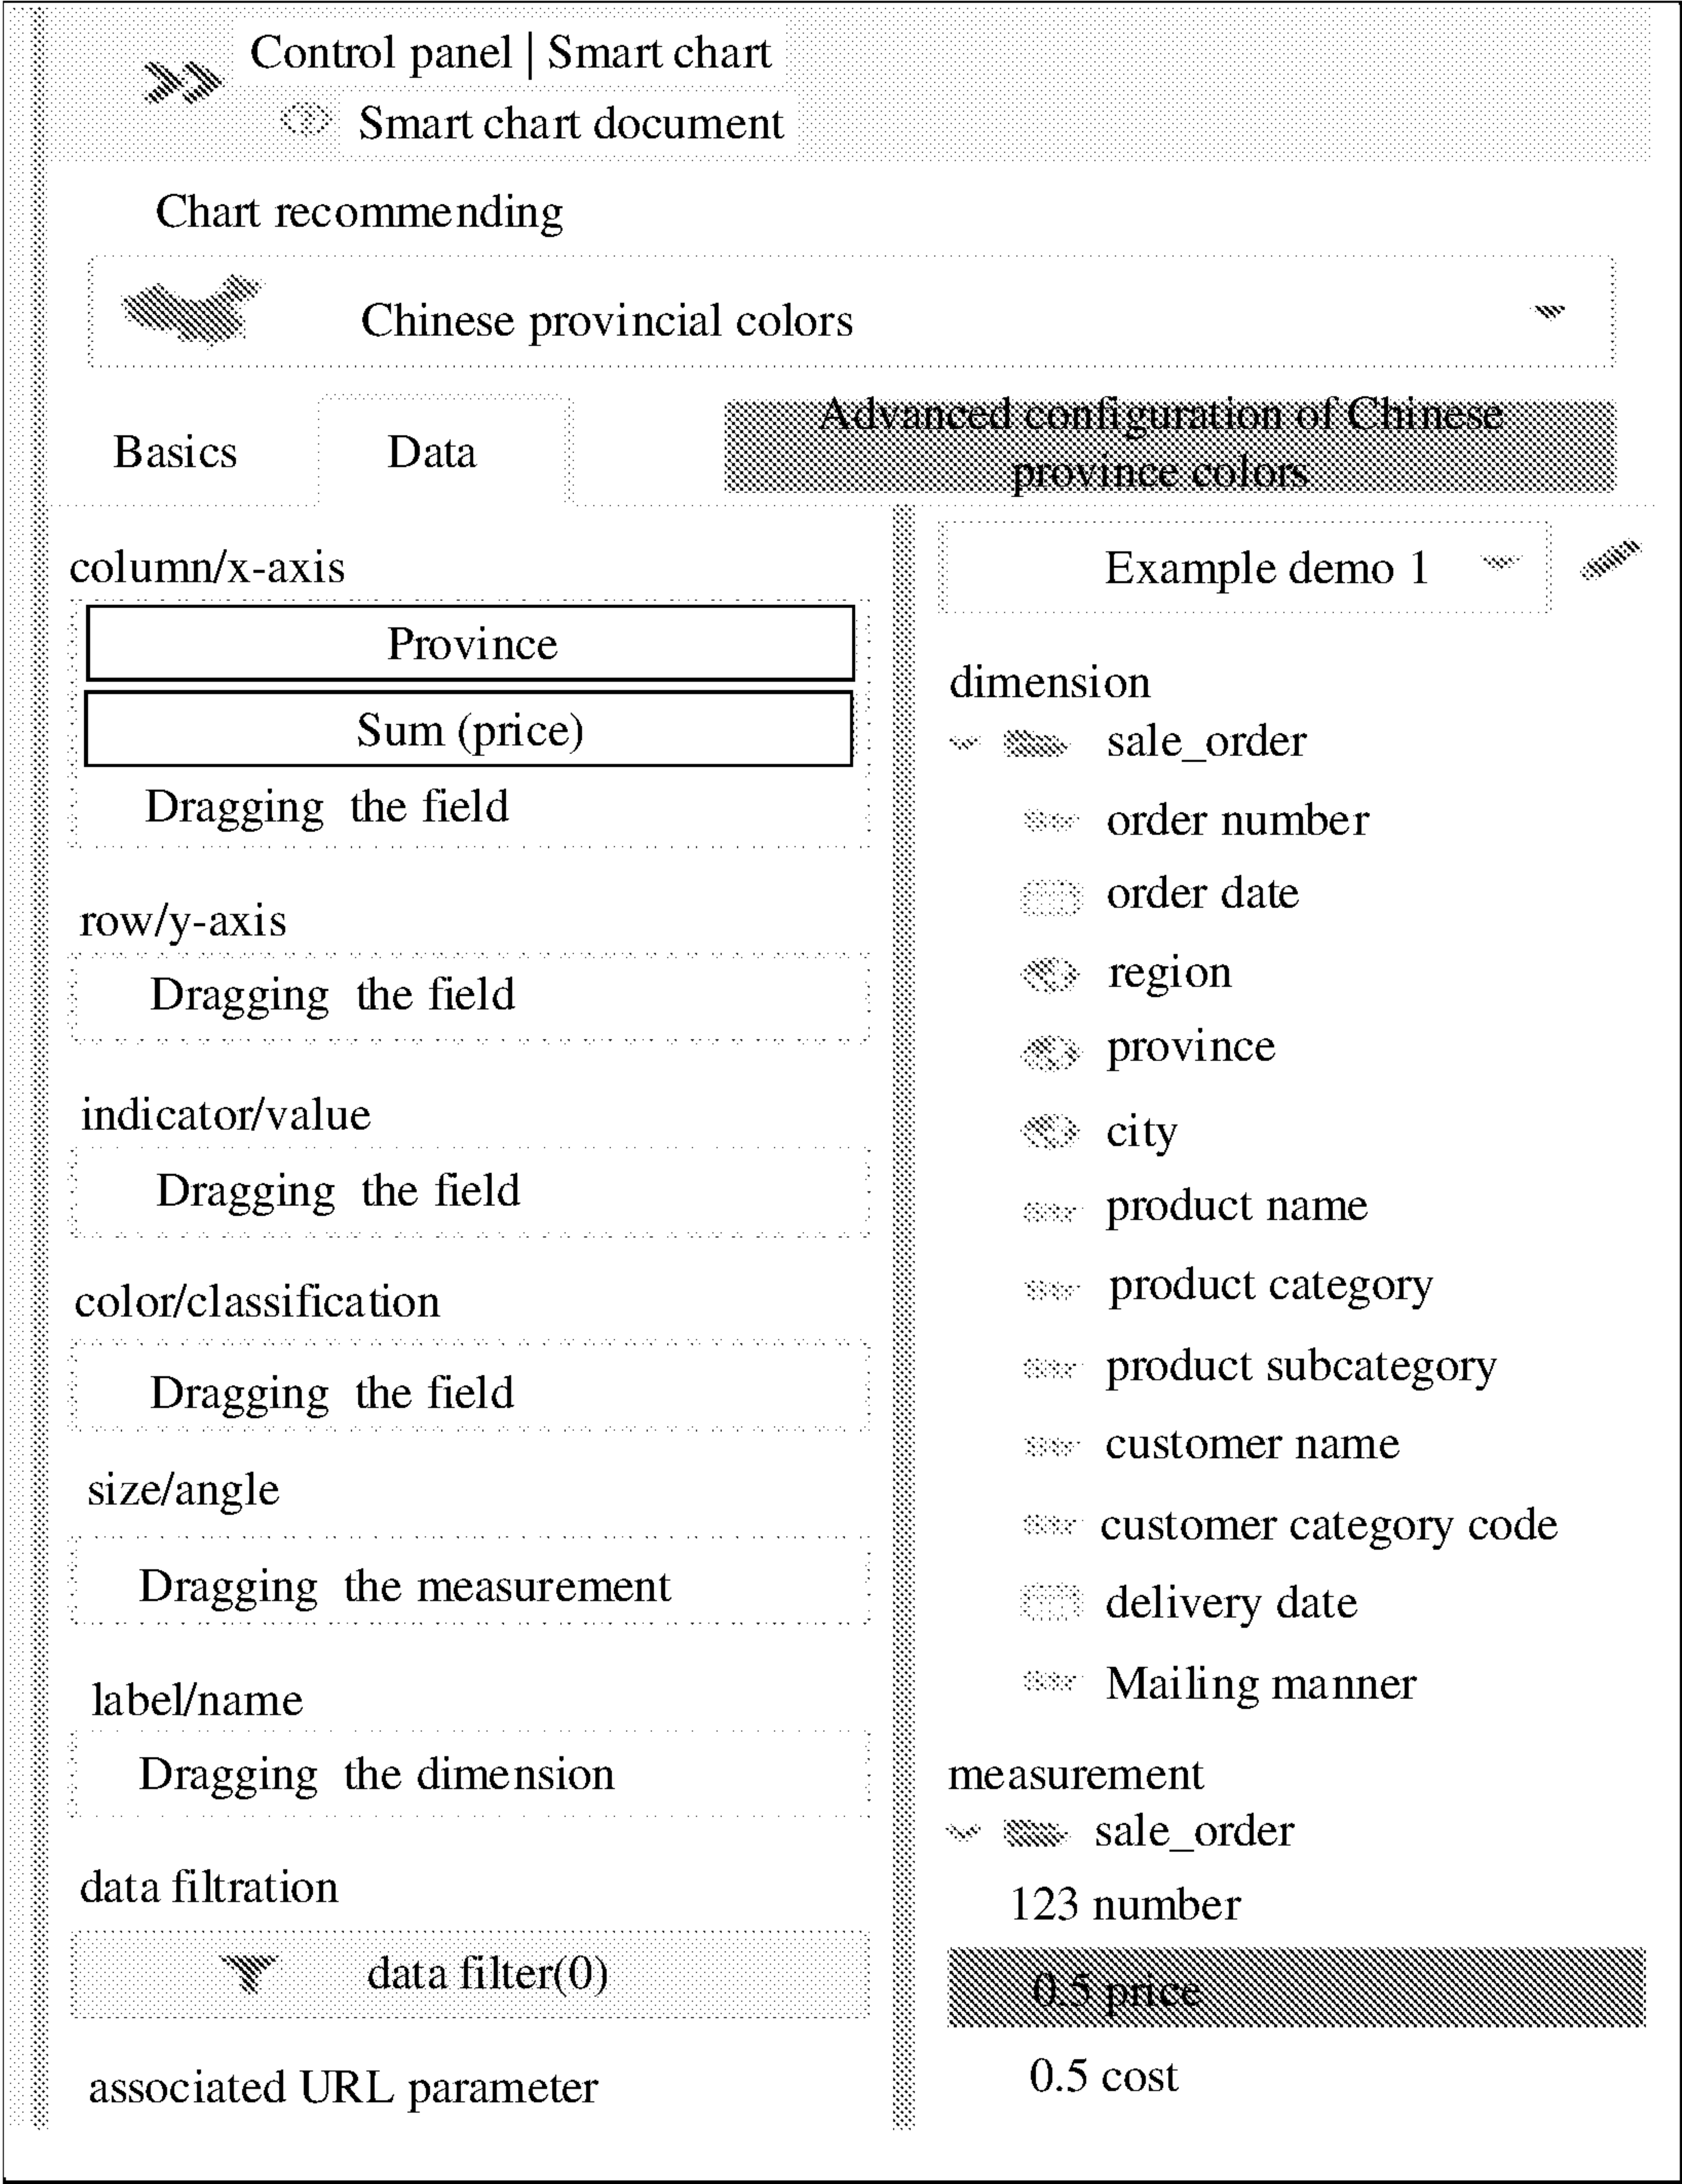 Control panel | Smart chart
? Smart chart document
Chart recommending
Chinese provincial colors
Basics
Data
Advanced configuration of Chinese
province colors
column/x-axis
Province
Sum (price)
Dragging the field
row/y-axis
Dragging the field
indicator/value
Dragging the field
color/classification
Dragging the field
size/angle
Dragging the measurement
label/name
Dragging the dimension
data filtration
data filter(0)
associated URL parameter
Example demo 1
dimension
sale_order
order number
order date
region
province
city
product name
product category
product subcategory
customer name
customer category code
delivery date
Mailing manner
measurement
sale_order
123 number
0.5 price
0.5 cost